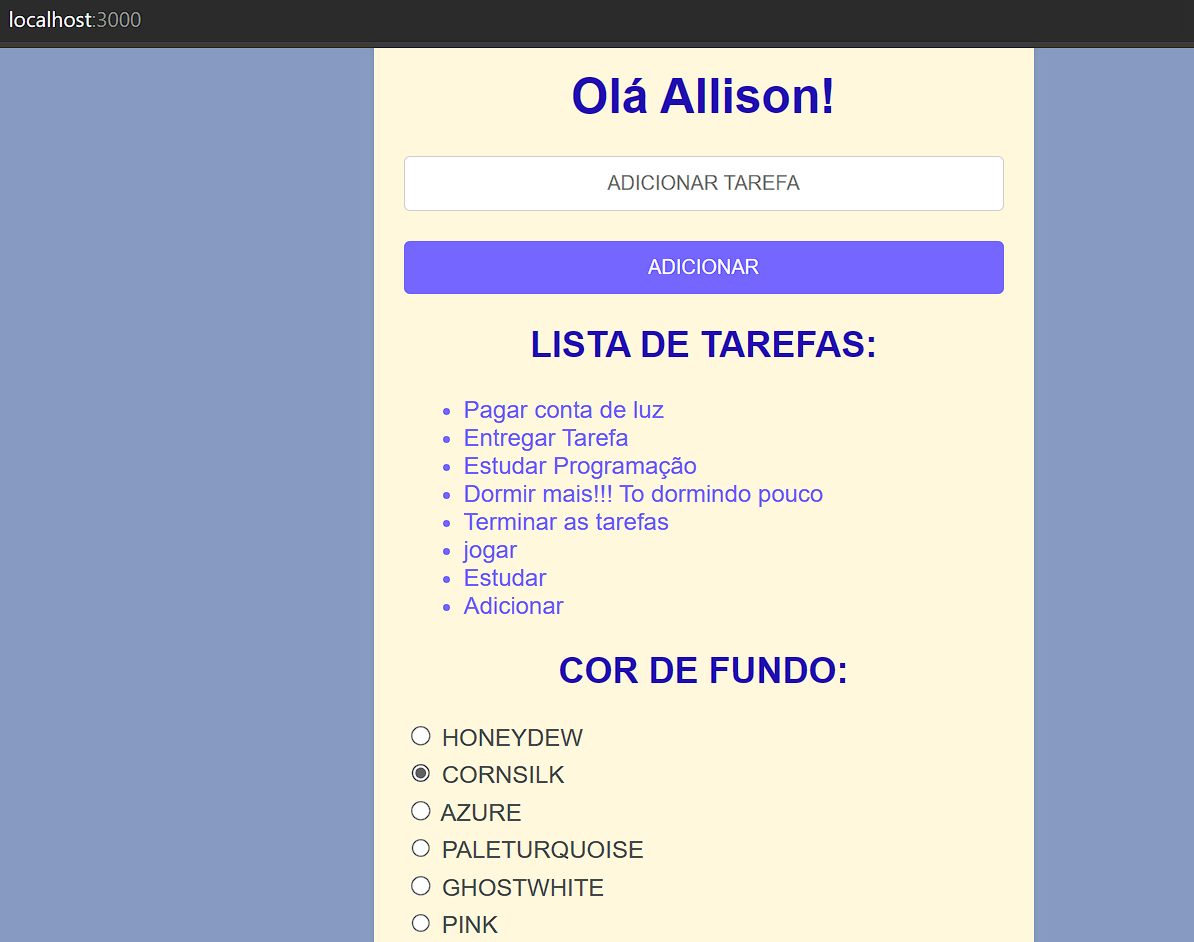 localhost:3000
Olá Allison!
ADICIONAR TAREFA
ADICIONAR
LISTA DE TAREFAS:
Pagar conta de luz
Entregar Tarefa
Estudar Programação
Dormir mais!!! To dormindo pouco
Terminar as tarefas
jogar
Estudar
Adicionar
COR DE FUNDO:
HONEYDEW
CORNSILK
AZURE
PALETURQUOISE
GHOSTWHITE
PINK